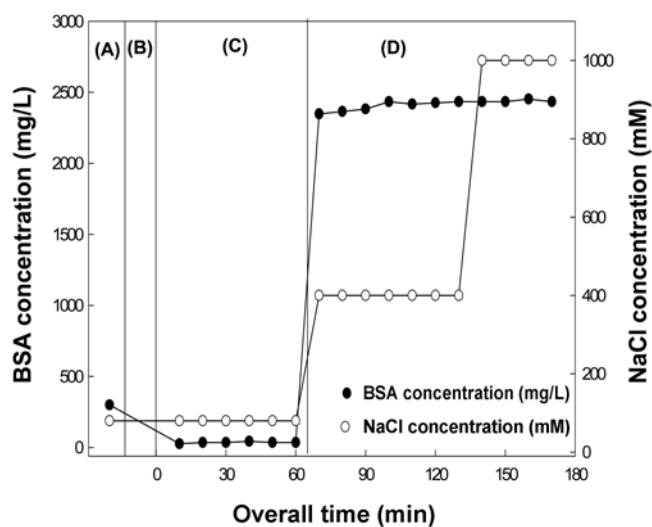 (A) (B) (C) (D)
BSA concentration (mg/L)
3000
2500
2000
1500
1000
500
0
NaCl concentration (mM)
1000
800
600
400
200
0
BSA concentration (mg/L)
NaCl concentration (mM)
0 30 60 90 120 150 180
Overall time (min)